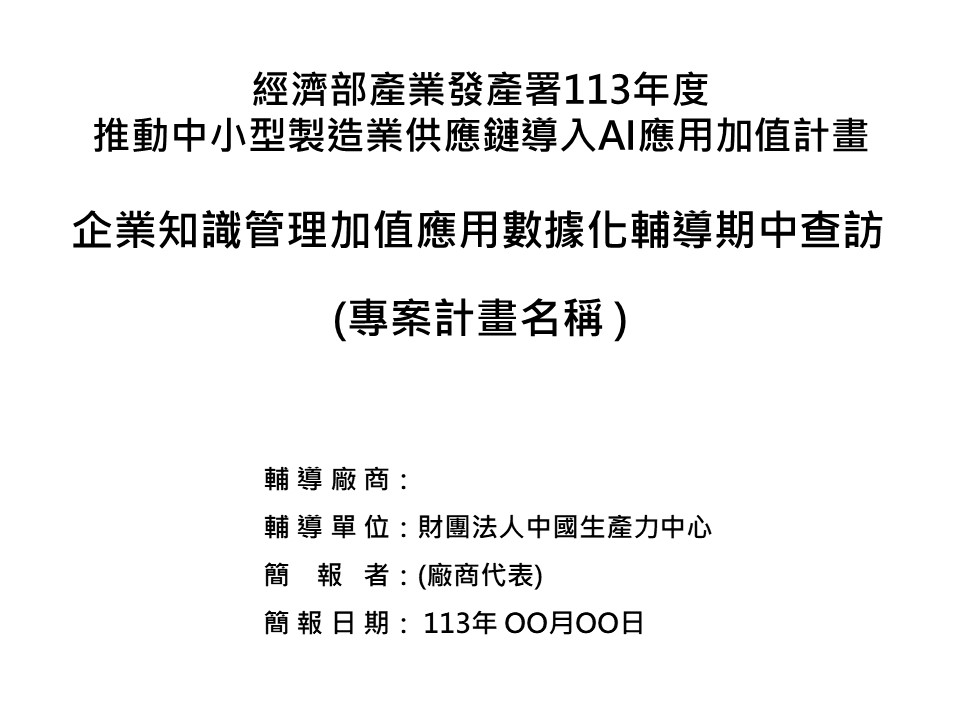 經濟部產業發產署113年度
推動中小型製造業供應鏈導入AI應用加值計畫
企業知識管理加值應用數據化輔導期中查訪
(專案計畫名稱 )
輔 導 廠 商：
輔 導 單 位：財團法人中國生產力中心
簡 報 者：(廠商代表)
簡 報 日 期： 113年 OO月OO日